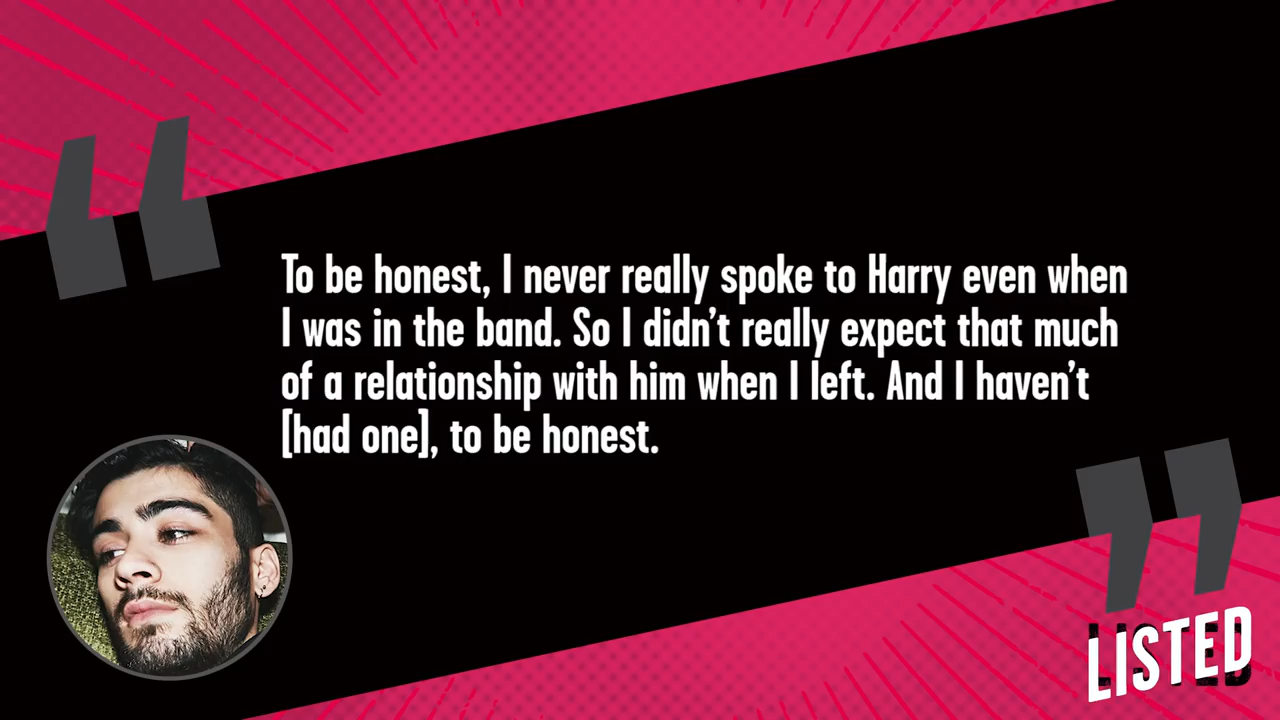 To be honest, I never really spoke to Harry even when
I was in the band. So I didn’t really expect that much
of a relationship with him when I left. And I haven’t
[had one], to be honest.
LISTED